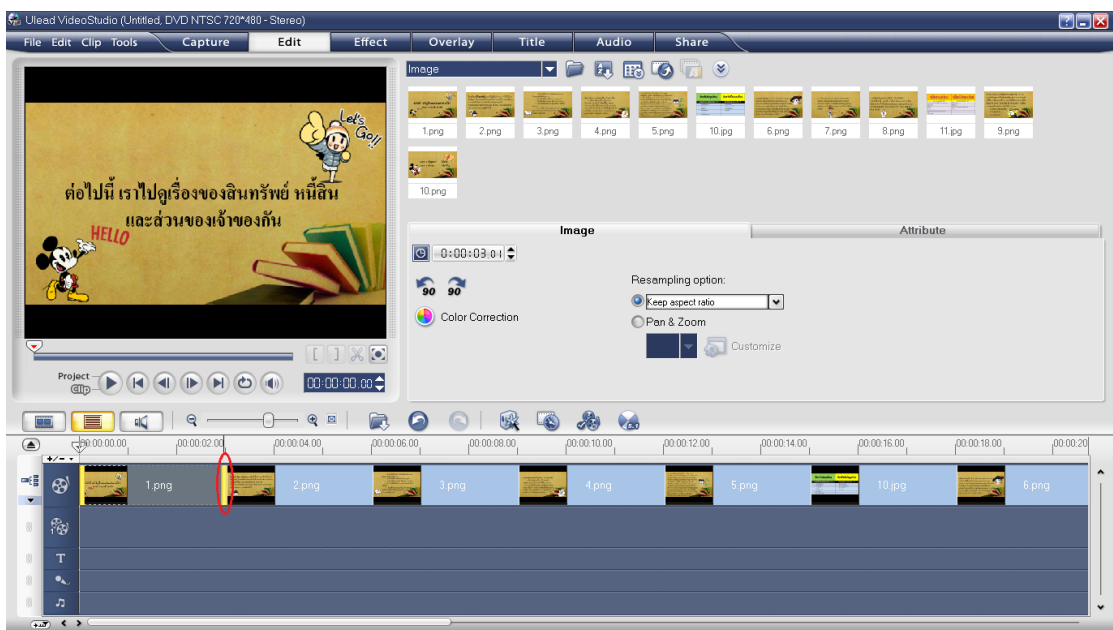 Ulead VideoStudio (Untitled, DVD NTSC 720*480 - Stereo)
File Edit Clip Tools Capture Edit Effect Overlay Title Audio Share
Image
Let's Go!!
ต่อไปนี้ เราไปดูเรื่องของสินทรัพย์ หนี้สิน
และส่วนของเจ้าของกัน
HELLO
1.png 2.png 3.png 4.png 5.png 10.jpg 6.png 7.png 8.png 11.jpg 9.png
10.png
Image Attribute
0:00:03.01
90 90
Color Correction
Resampling option:
Keep aspect ratio
Pan & Zoom
Customize
Project
00:00:00.00
00:00:00.00 00:00:02.00 00:00:04.00 00:00:06.00 00:00:08.00 00:00:10.00 00:00:12.00 00:00:14.00 00:00:16.00 00:00:18.00 00:00:20
+/-
1.png 2.png 3.png 4.png 5.png 10.jpg 6.png
T